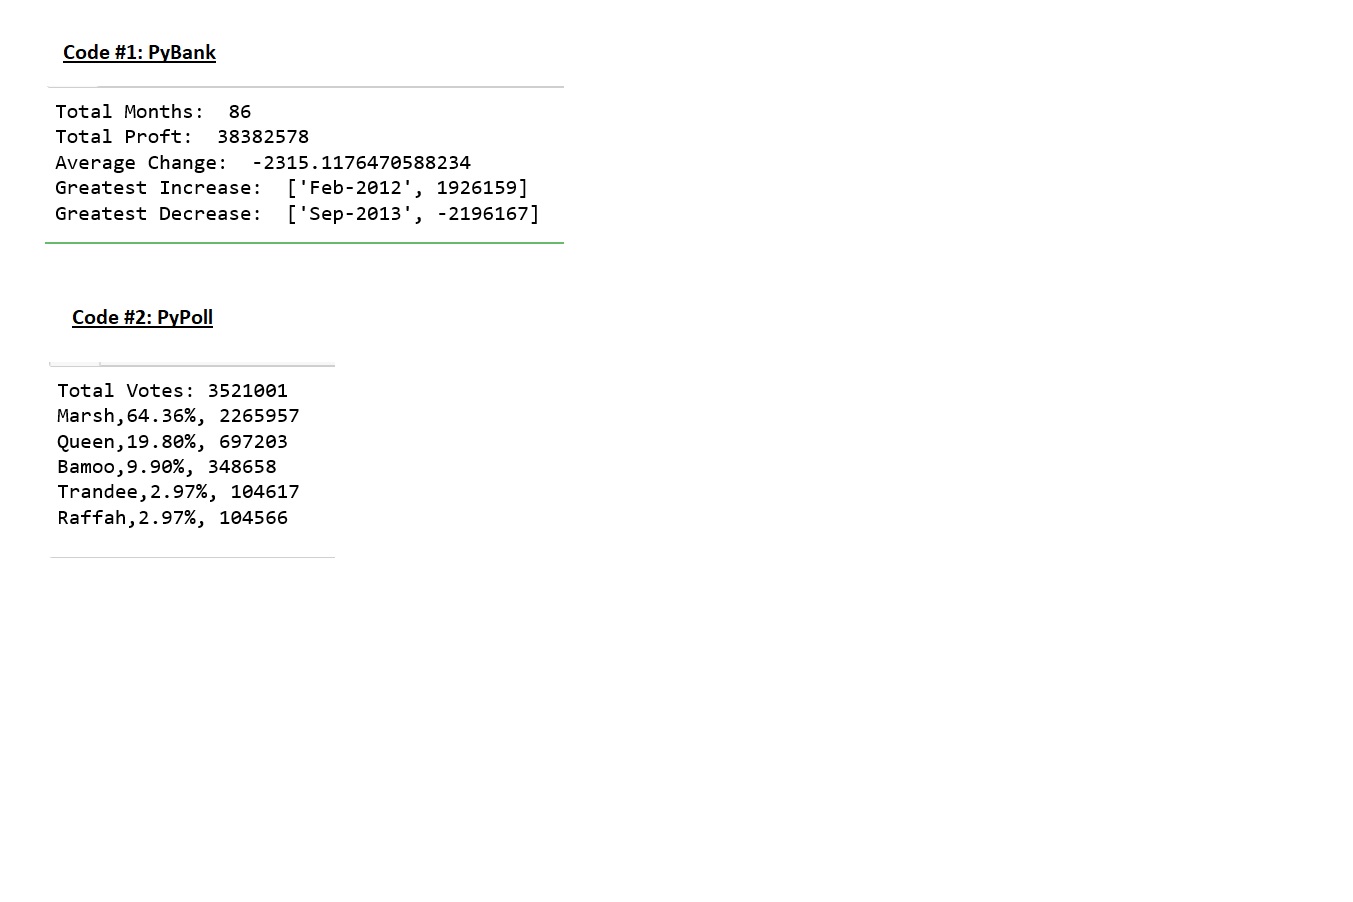 Code #1: PyBank
Total Months:  86
Total Proft:  38382578
Average Change:  -2315.1176470588234
Greatest Increase:  ['Feb-2012', 1926159]
Greatest Decrease:  ['Sep-2013', -2196167]
Code #2: PyPoll
Total Votes: 3521001
Marsh,64.36%, 2265957
Queen,19.80%, 697203
Bamoo,9.90%, 348658
Trandee,2.97%, 104617
Raffah,2.97%, 104566